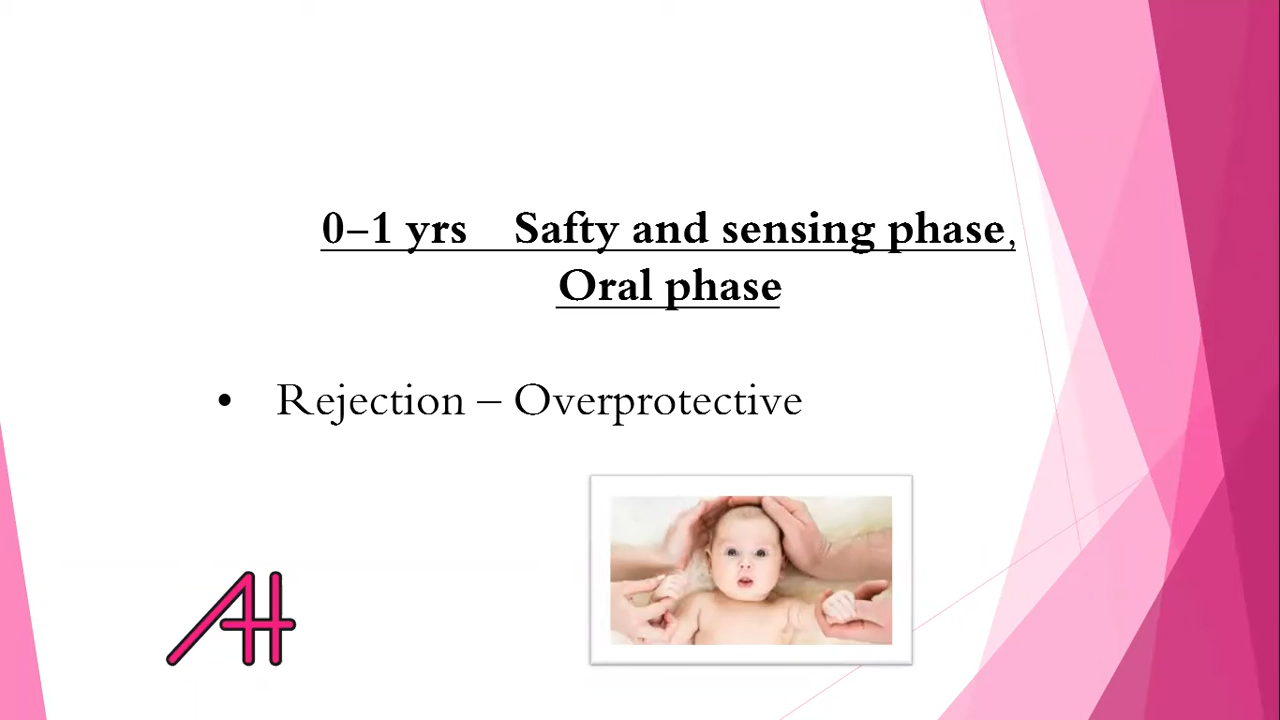 0–1 yrs Safty and sensing phase,
Oral phase
• Rejection – Overprotective
AH